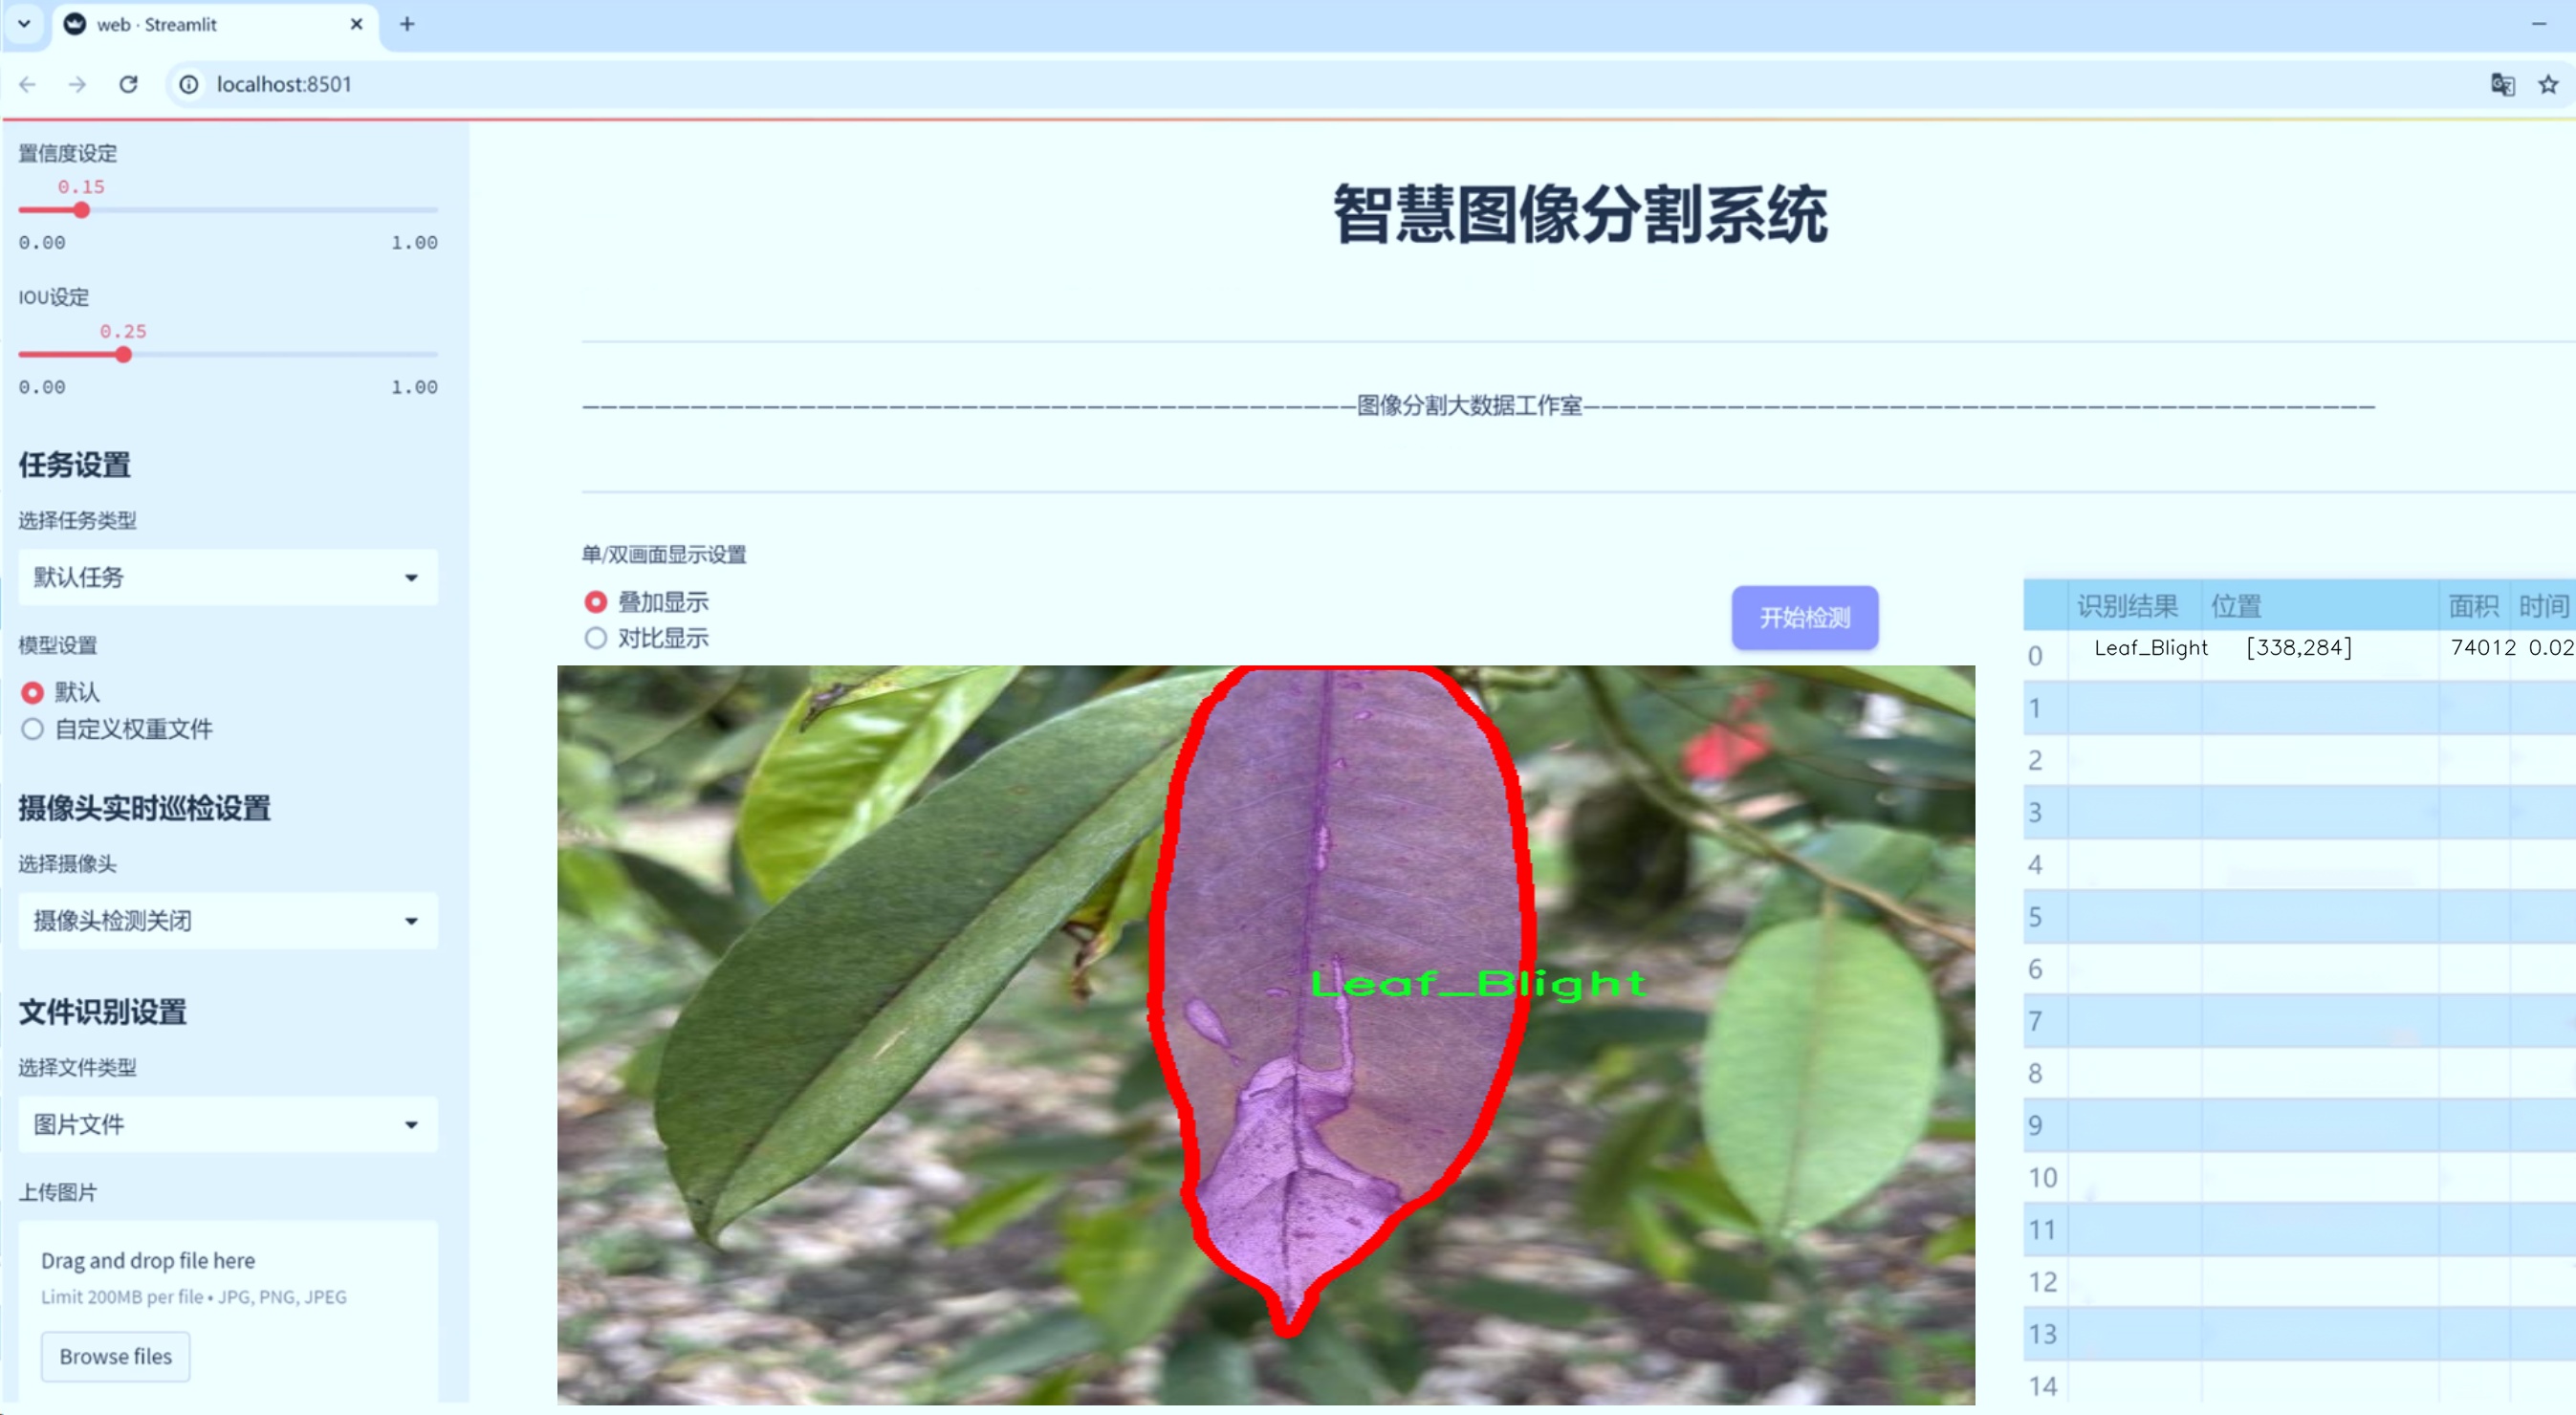 web · Streamlit
localhost:8501
置信度设定
0.15
0.00 1.00
IOU设定
0.25
0.00 1.00
任务设置
选择任务类型
默认任务
模型设置
默认
自定义权重文件
摄像头实时巡检设置
选择摄像头
摄像头检测关闭
文件识别设置
选择文件类型
图片文件
上传图片
Drag and drop file here
Limit 200MB per file • JPG, PNG, JPEG
Browse files
智慧图像分割系统
———————————————————————————————————————————图像分割大数据工作室————————————————————————————————————————————
单/双画面显示设置
叠加显示
对比显示
开始检测
Leaf_Blight
识别结果 位置 面积 时间
0 Leaf_Blight [338,284] 74012 0.02
1
2
3
4
5
6
7
8
9
10
11
12
13
14